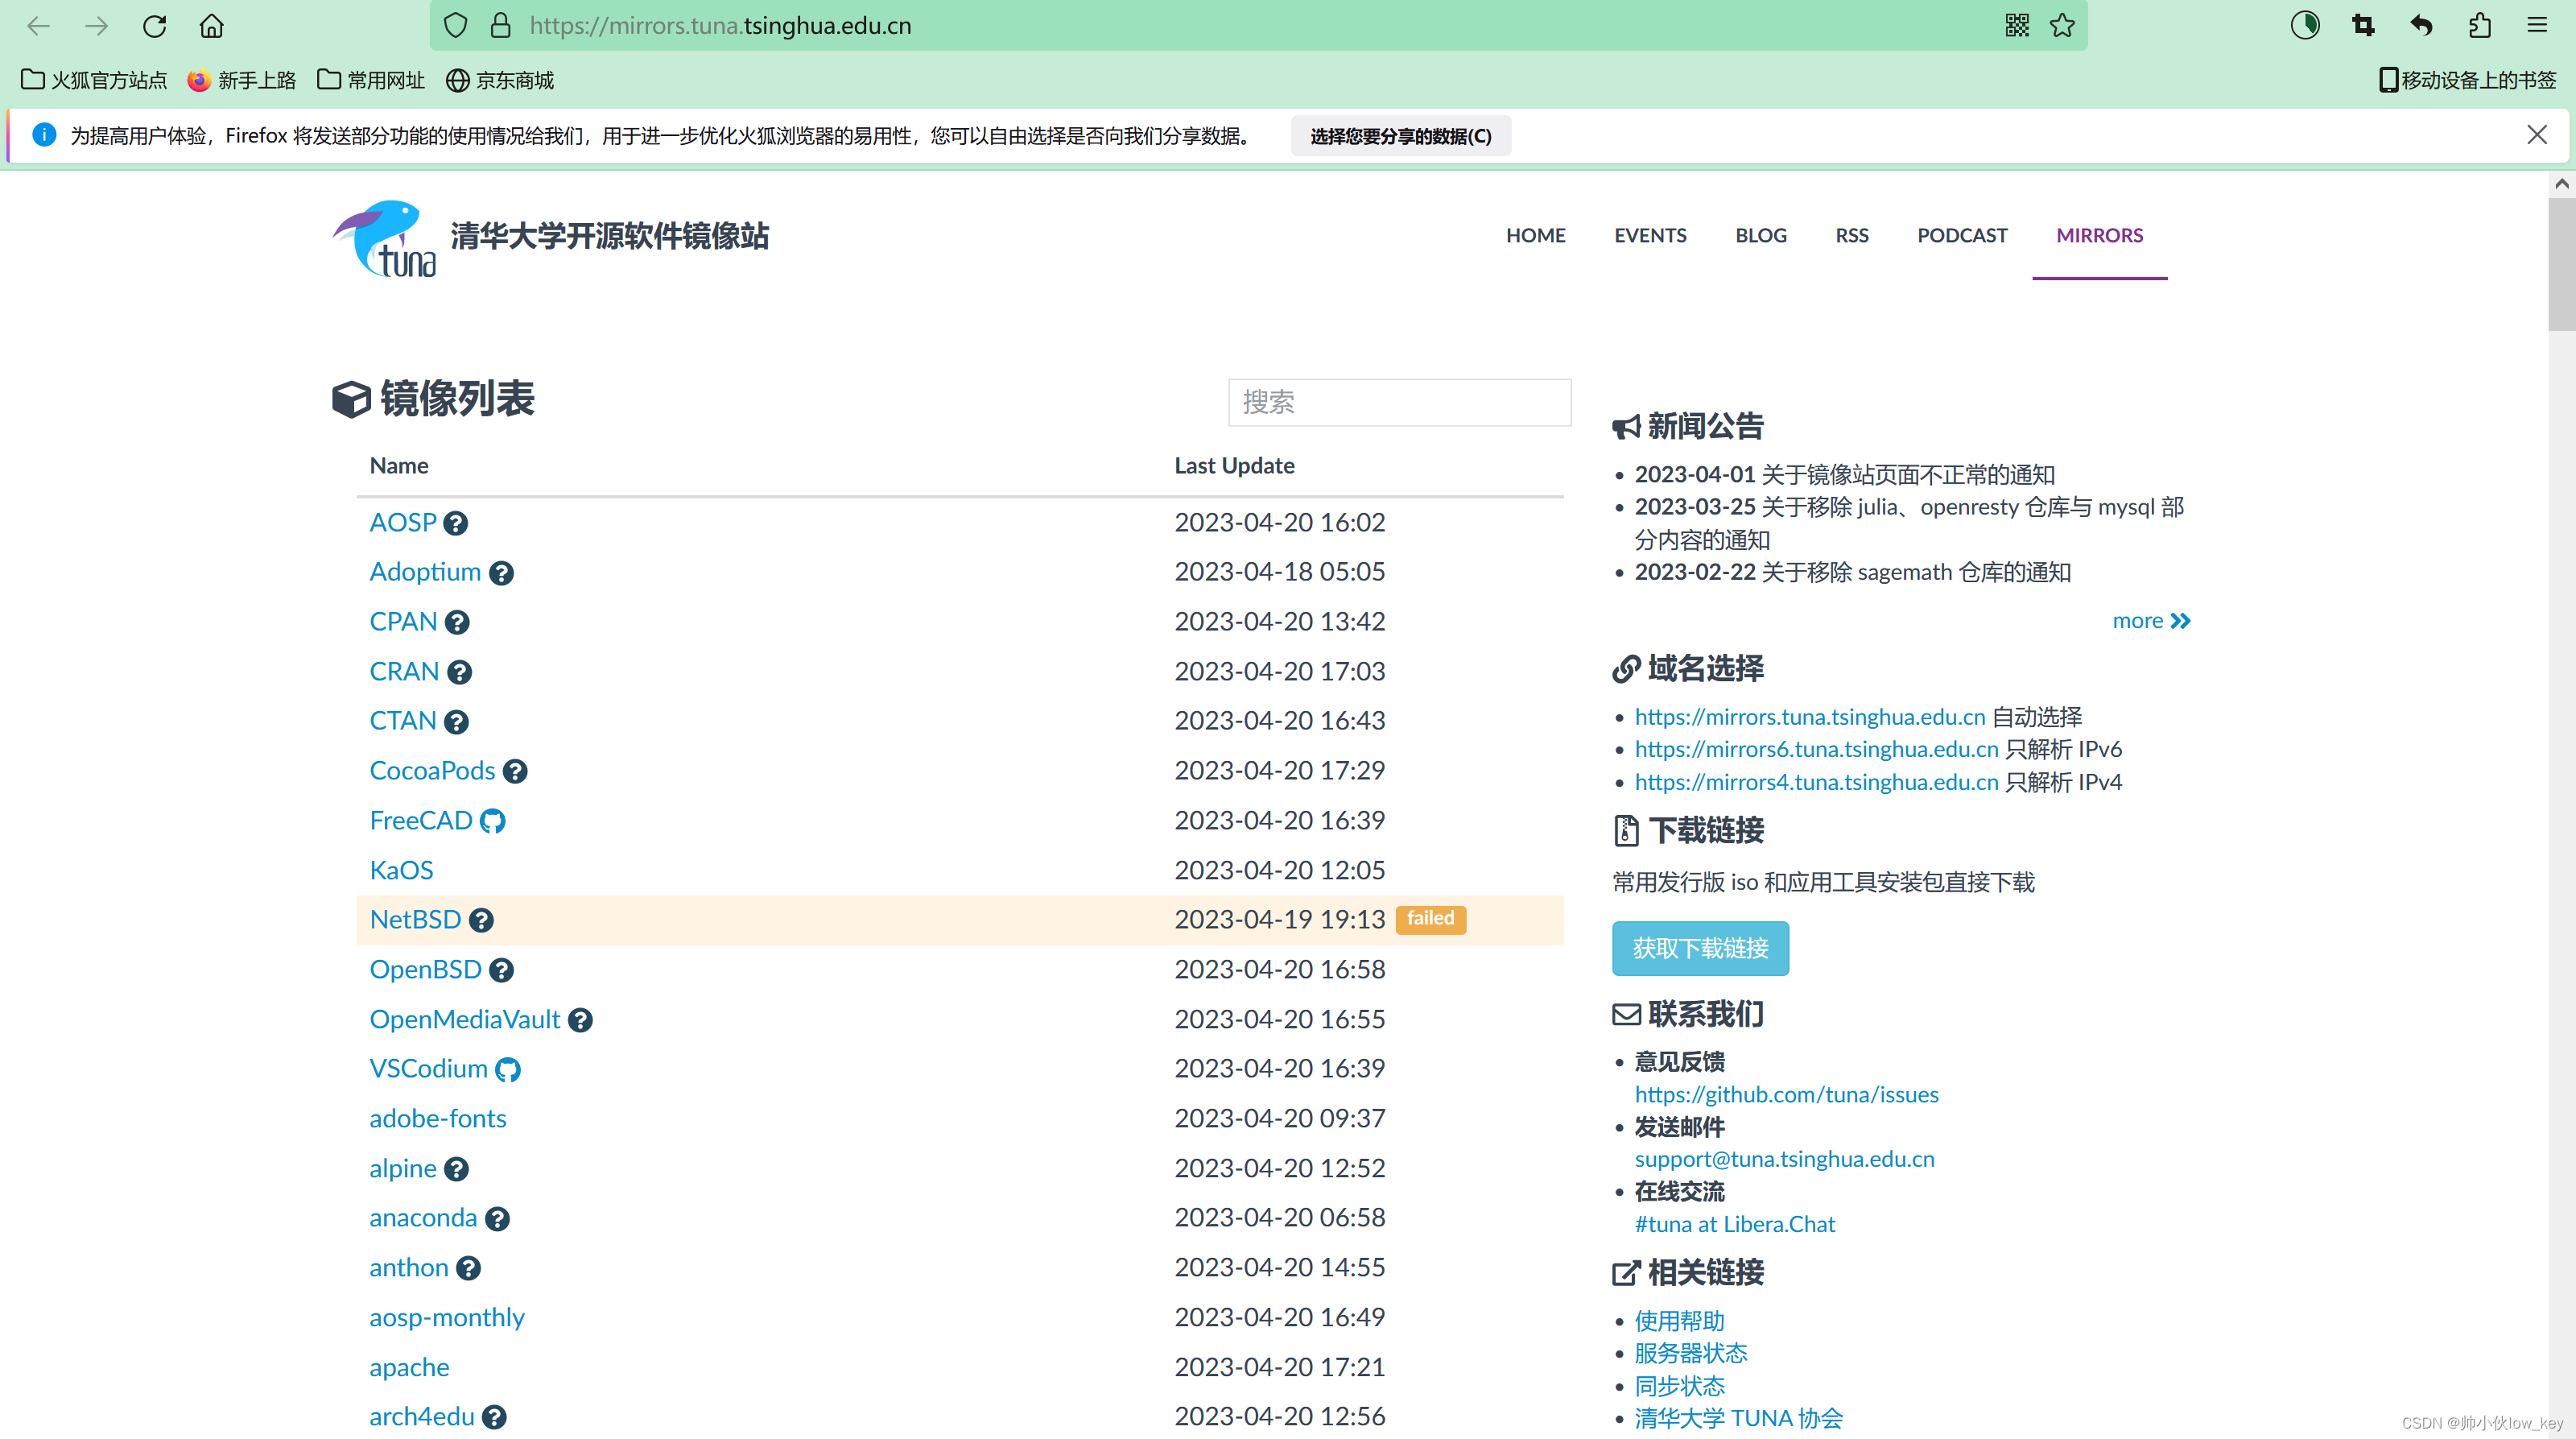 https://mirrors.tuna.tsinghua.edu.cn
火狐官方站点 新手上路 常用网址 京东商城 移动设备上的书签
为提高用户体验，Firefox 将发送部分功能的使用情况给我们，用于进一步优化火狐浏览器的易用性，您可以自由选择是否向我们分享数据。 选择您要分享的数据(C)
tuna 清华大学开源软件镜像站 HOME EVENTS BLOG RSS PODCAST MIRRORS
镜像列表 搜索
Name Last Update
AOSP 2023-04-20 16:02
Adoptium 2023-04-18 05:05
CPAN 2023-04-20 13:42
CRAN 2023-04-20 17:03
CTAN 2023-04-20 16:43
CocoaPods 2023-04-20 17:29
FreeCAD 2023-04-20 16:39
KaOS 2023-04-20 12:05
NetBSD 2023-04-19 19:13 failed
OpenBSD 2023-04-20 16:58
OpenMediaVault 2023-04-20 16:55
VSCodium 2023-04-20 16:39
adobe-fonts 2023-04-20 09:37
alpine 2023-04-20 12:52
anaconda 2023-04-20 06:58
anthon 2023-04-20 14:55
aosp-monthly 2023-04-20 16:49
apache 2023-04-20 17:21
arch4edu 2023-04-20 12:56
新闻公告
2023-04-01 关于镜像站页面不正常的通知
2023-03-25 关于移除 julia、openresty 仓库与 mysql 部
分内容的通知
2023-02-22 关于移除 sagemath 仓库的通知
more
域名选择
https://mirrors.tuna.tsinghua.edu.cn 自动选择
https://mirrors6.tuna.tsinghua.edu.cn 只解析 IPv6
https://mirrors4.tuna.tsinghua.edu.cn 只解析 IPv4
下载链接
常用发行版 iso 和应用工具安装包直接下载
获取下载链接
联系我们
意见反馈
https://github.com/tuna/issues
发送邮件
support@tuna.tsinghua.edu.cn
在线交流
#tuna at Libera.Chat
相关链接
使用帮助
服务器状态
同步状态
清华大学 TUNA 协会
CSDN @帅小伙low_key